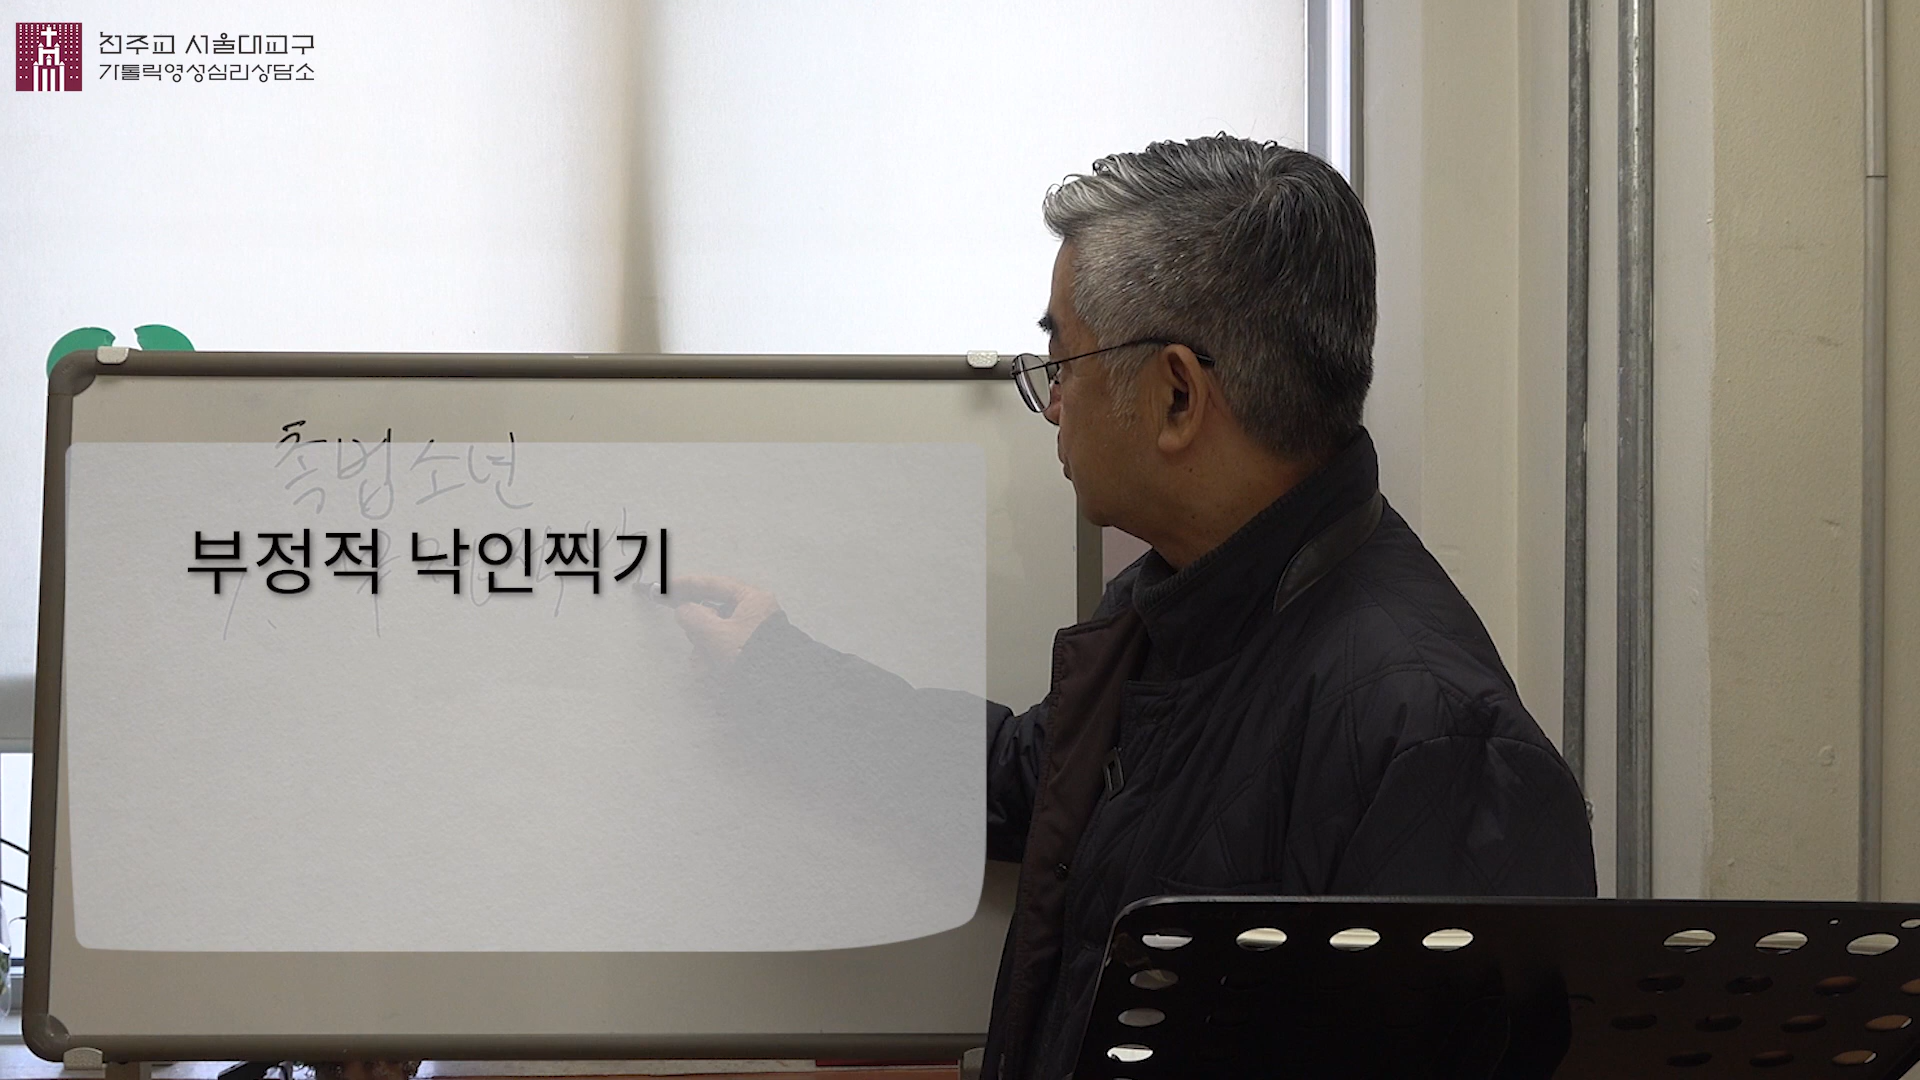 천주교 서울대교구
가톨릭영성심리상담소
촉법소년
부정적 낙인찍기